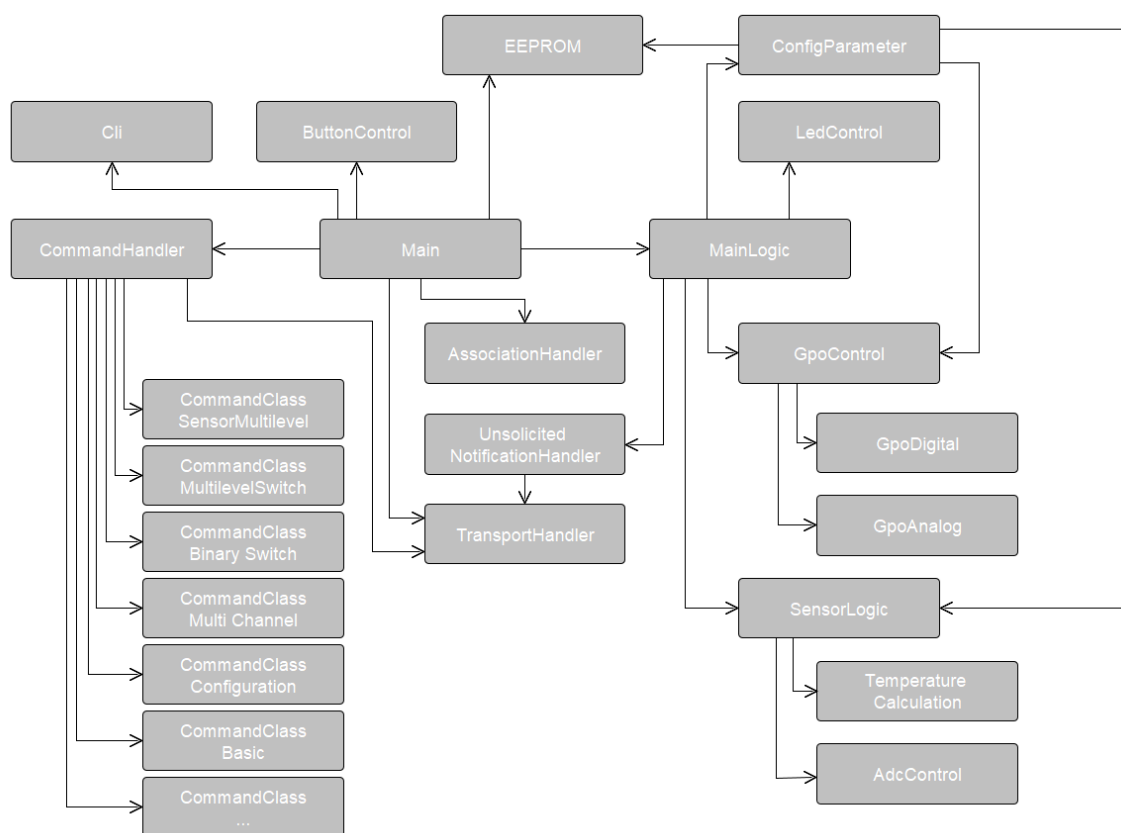 EEPROM
ConfigParameter
Cli
ButtonControl
LedControl
CommandHandler
Main
MainLogic
AssociationHandler
GpoControl
CommandClass
SensorMultilevel
Unsolicited
NotificationHandler
GpoDigital
CommandClass
MultilevelSwitch
TransportHandler
GpoAnalog
CommandClass
Binary Switch
CommandClass
Multi Channel
SensorLogic
CommandClass
Configuration
Temperature
Calculation
CommandClass
Basic
AdcControl
CommandClass
...